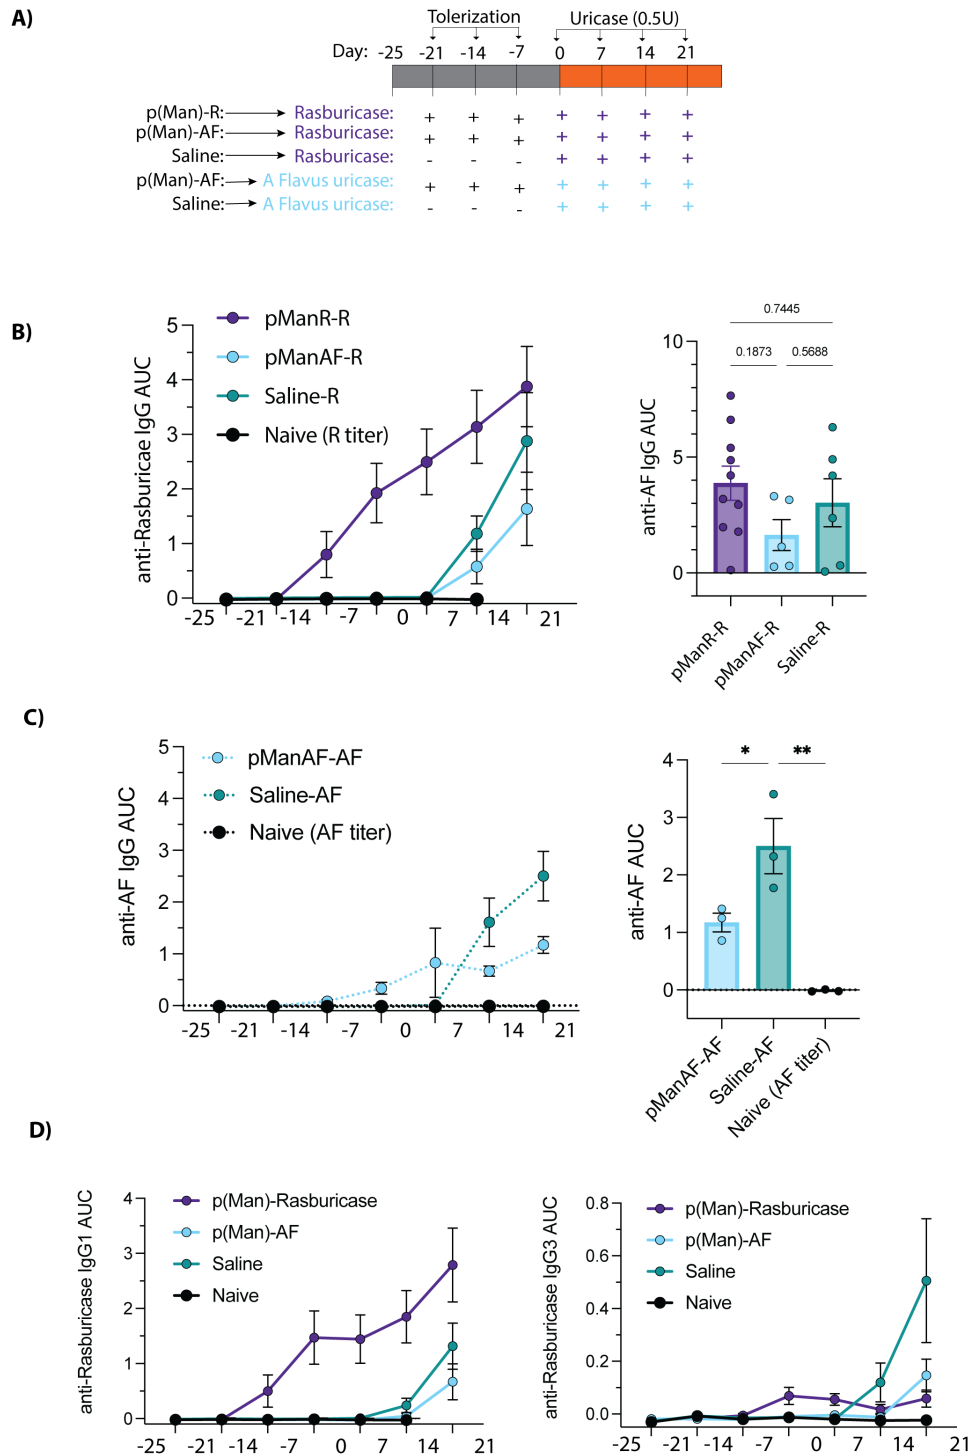 A)
Tolerization Uricase (0.5U)
Day: -25 -21 -14 -7 0 7 14 21
p(Man)-R: Rasburicase: + + + + + + +
p(Man)-AF: Rasburicase: + + + + + + +
Saline: Rasburicase: - - - + + + +
p(Man)-AF: A Flavus uricase: + + + + + + +
Saline: A Flavus uricase: - - - + + + +
B)
anti-Rasburicae IgG AUC
5
4
3
2
1
0
pManR-R
pManAF-R
Saline-R
Naive (R titer)
-25 -21 -14 -7 0 7 14 21
anti-AF IgG AUC
10
5
0
0.7445
0.1873 0.5688
pManR-R
pManAF-R
Saline-R
C)
anti-AF IgG AUC
5
4
3
2
1
0
pManAF-AF
Saline-AF
Naive (AF titer)
-25 -21 -14 -7 0 7 14 21
anti-AF AUC
4
3
2
1
0
* **
pManAF-AF
Saline-AF
Naive (AF titer)
D)
anti-Rasburicase IgG1 AUC
4
3
2
1
0
p(Man)-Rasburicase
p(Man)-AF
Saline
Naive
-25 -21 -14 -7 0 7 14 21
anti-Rasburicase IgG3 AUC
0.8
0.6
0.4
0.2
0.0
p(Man)-Rasburicase
p(Man)-AF
Saline
Naive
-25 -21 -14 -7 0 7 14 21